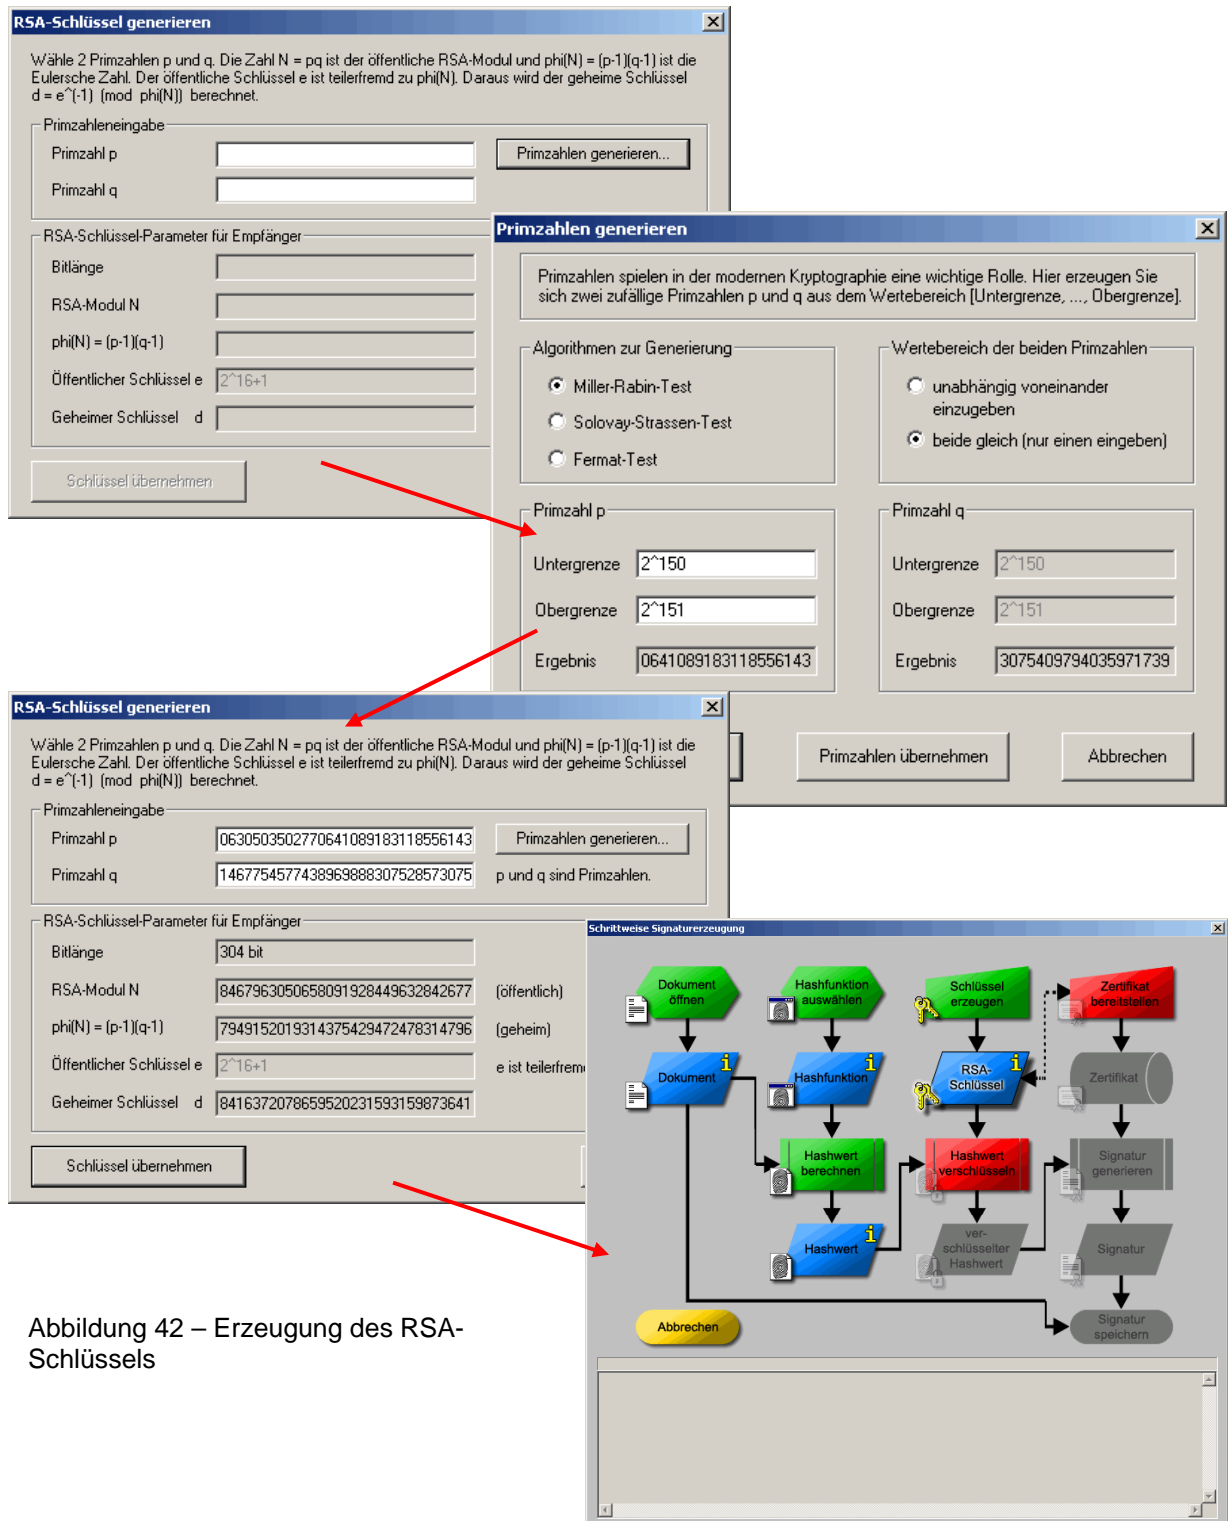 RSA-Schlüssel generieren
Wähle 2 Primzahlen p und q. Die Zahl N = pq ist der öffentliche RSA-Modul und phi(N) = (p-1)(q-1) ist die
Eulersche Zahl. Der öffentliche Schlüssel e ist teilerfremd zu phi(N). Daraus wird der geheime Schlüssel
d = e^(-1) (mod phi(N)) berechnet.
Primzahleneingabe
Primzahl p
Primzahlen generieren...
Primzahl q
RSA-Schlüssel-Parameter für Empfänger
Bitlänge
RSA-Modul N
phi(N) = (p-1)(q-1)
Öffentlicher Schlüssel e 2^16+1
Geheimer Schlüssel d
Schlüssel übernehmen
Primzahlen generieren
Primzahlen spielen in der modernen Kryptographie eine wichtige Rolle. Hier erzeugen Sie
sich zwei zufällige Primzahlen p und q aus dem Wertebereich [Untergrenze, ..., Obergrenze].
Algorithmen zur Generierung
Miller-Rabin-Test
Solovay-Strassen-Test
Fermat-Test
Wertebereich der beiden Primzahlen
unabhängig voneinander
einzugeben
beide gleich (nur einen eingeben)
Primzahl p
Untergrenze 2^150
Obergrenze 2^151
Ergebnis 0641089183118556143
Primzahl q
Untergrenze 2^150
Obergrenze 2^151
Ergebnis 3075409794035971739
Primzahlen übernehmen
Abbrechen
RSA-Schlüssel generieren
Wähle 2 Primzahlen p und q. Die Zahl N = pq ist der öffentliche RSA-Modul und phi(N) = (p-1)(q-1) ist die
Eulersche Zahl. Der öffentliche Schlüssel e ist teilerfremd zu phi(N). Daraus wird der geheime Schlüssel
d = e^(-1) (mod phi(N)) berechnet.
Primzahleneingabe
Primzahl p 0630503502770641089183118556143
Primzahlen generieren...
Primzahl q 1467754577438969888307528573075
p und q sind Primzahlen.
RSA-Schlüssel-Parameter für Empfänger
Bitlänge 304 bit
RSA-Modul N 8467963050658091928449632842677 (öffentlich)
phi(N) = (p-1)(q-1) 7949152019314375429472478314796 (geheim)
Öffentlicher Schlüssel e 2^16+1 e ist teilerfrem
Geheimer Schlüssel d 8416372078659520231593159873641
Schlüssel übernehmen
Schrittweise Signaturerzeugung
Dokument
öffnen
Hashfunktion
auswählen
Schlüssel
erzeugen
Zertifikat
bereitstellen
Dokument
Hashfunktion
RSA-
Schlüssel
Zertifikat
Hashwert
berechnen
Hashwert
verschlüsseln
Signatur
generieren
Hashwert
ver-
schlüsselter
Hashwert
Signatur
Abbrechen
Signatur
speichern
Abbildung 42 – Erzeugung des RSA-
Schlüssels